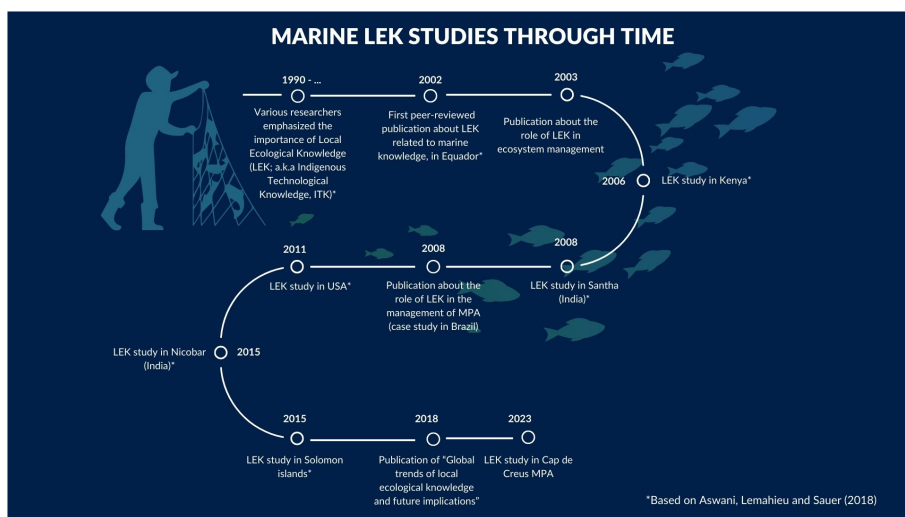 MARINE LEK STUDIES THROUGH TIME
1990 - ...
Various researchers
emphasized the
importance of Local
Ecological Knowledge
(LEK; a.k.a Indigenous
Technological
Knowledge, ITK)*
2002
First peer-reviewed
publication about LEK
related to marine
knowledge, in Equador*
2003
Publication about the
role of LEK in
ecosystem management
2006
LEK study in Kenya*
2008
LEK study in Santha
(India)*
2008
Publication about the
role of LEK in the
management of MPA
(case study in Brazil)
2011
LEK study in USA*
2015
LEK study in Nicobar
(India)*
2015
LEK study in Solomon
islands*
2018
Publication of "Global
trends of local
ecological knowledge
and future implications"
2023
LEK study in Cap de
Creus MPA
*Based on Aswani, Lemahieu and Sauer (2018)